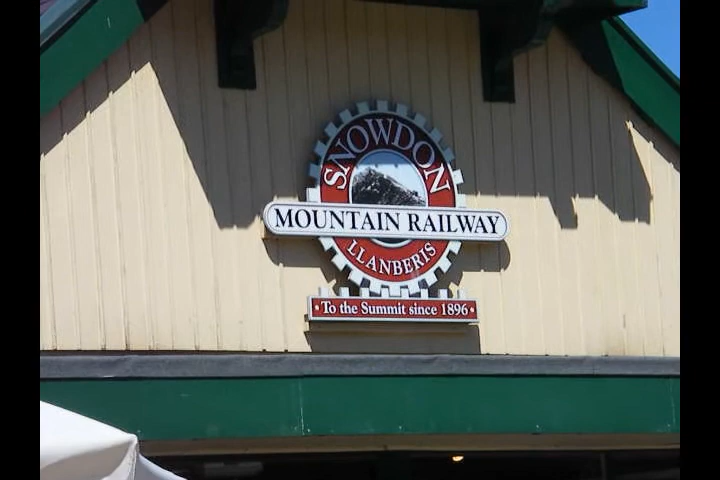 SNOWDON
MOUNTAIN RAILWAY
LLANBERIS
• To the Summit since 1896 •